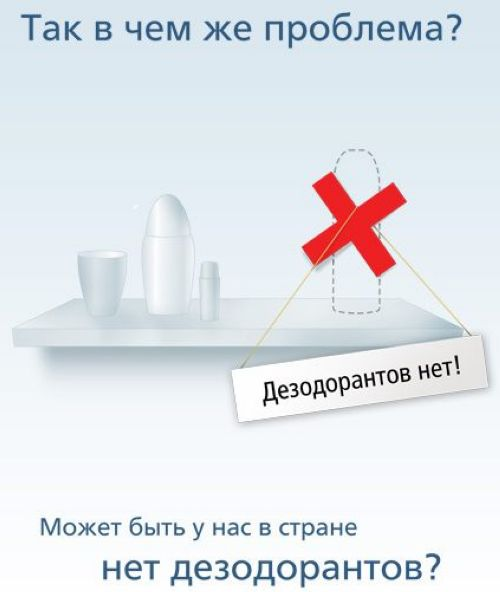 Так в чем же проблема?
Дезодорантов нет!
Может быть у нас в стране
нет дезодорантов?